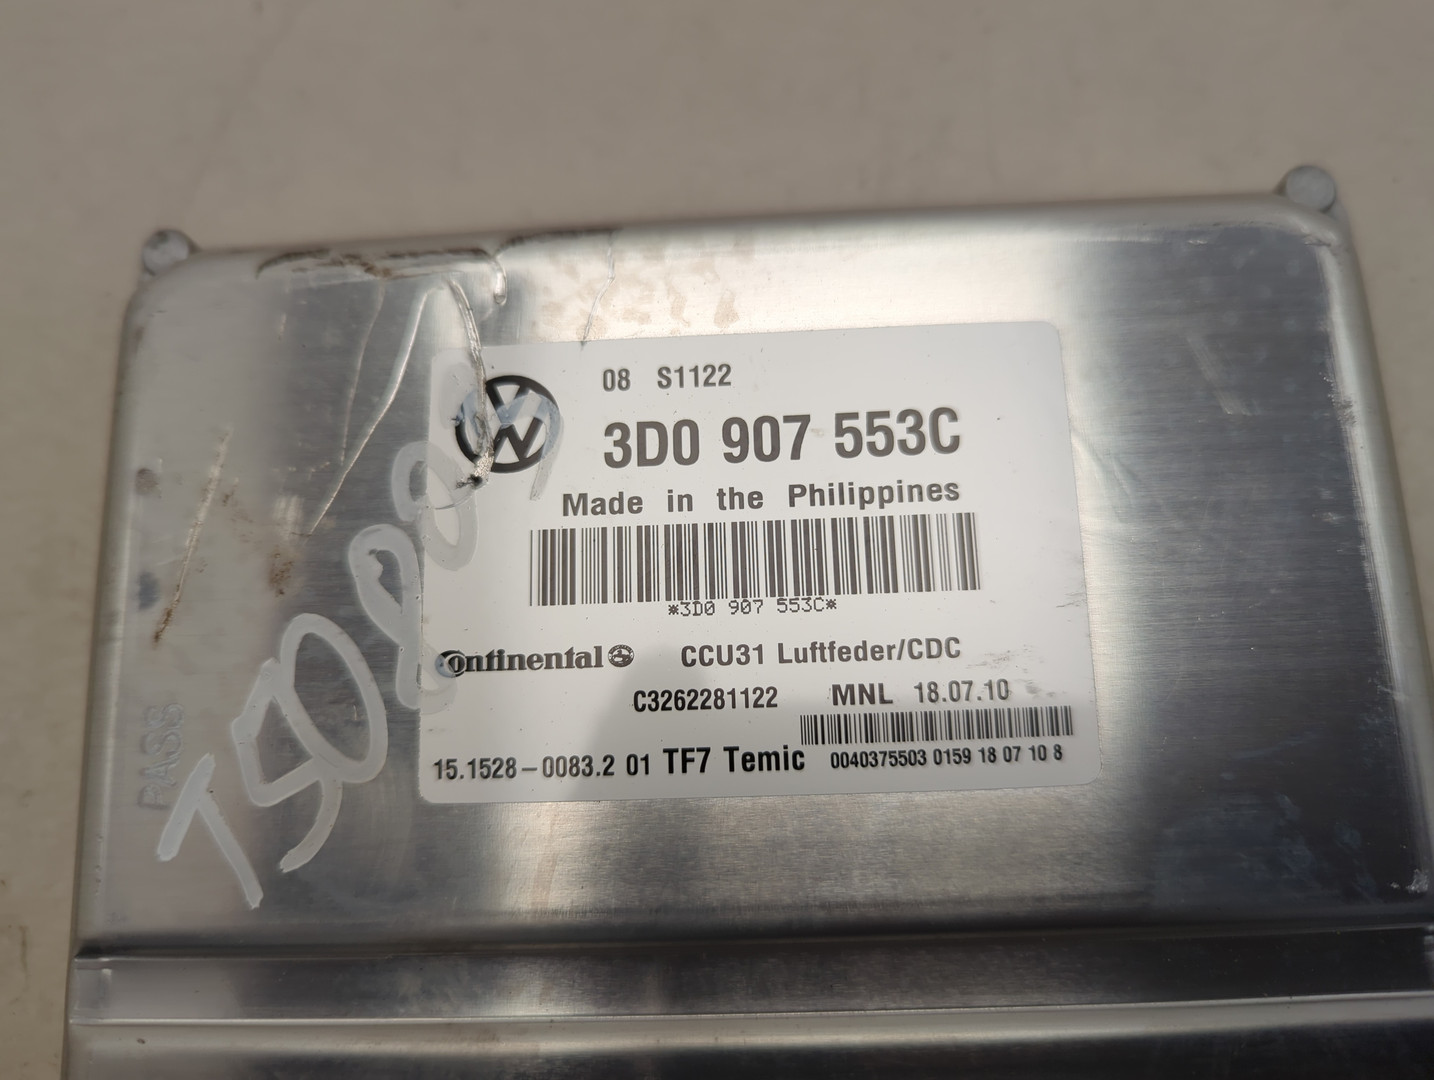 08 S1122
3D0 907 553C
Made in the Philippines
*3D0 907 553C*
Continental CCU31 Luftfeder/CDC
C3262281122 MNL 18.07.10
15.1528-0083.2 01 TF7 Temic 0040375503 0159 18 07 10 8
PASS